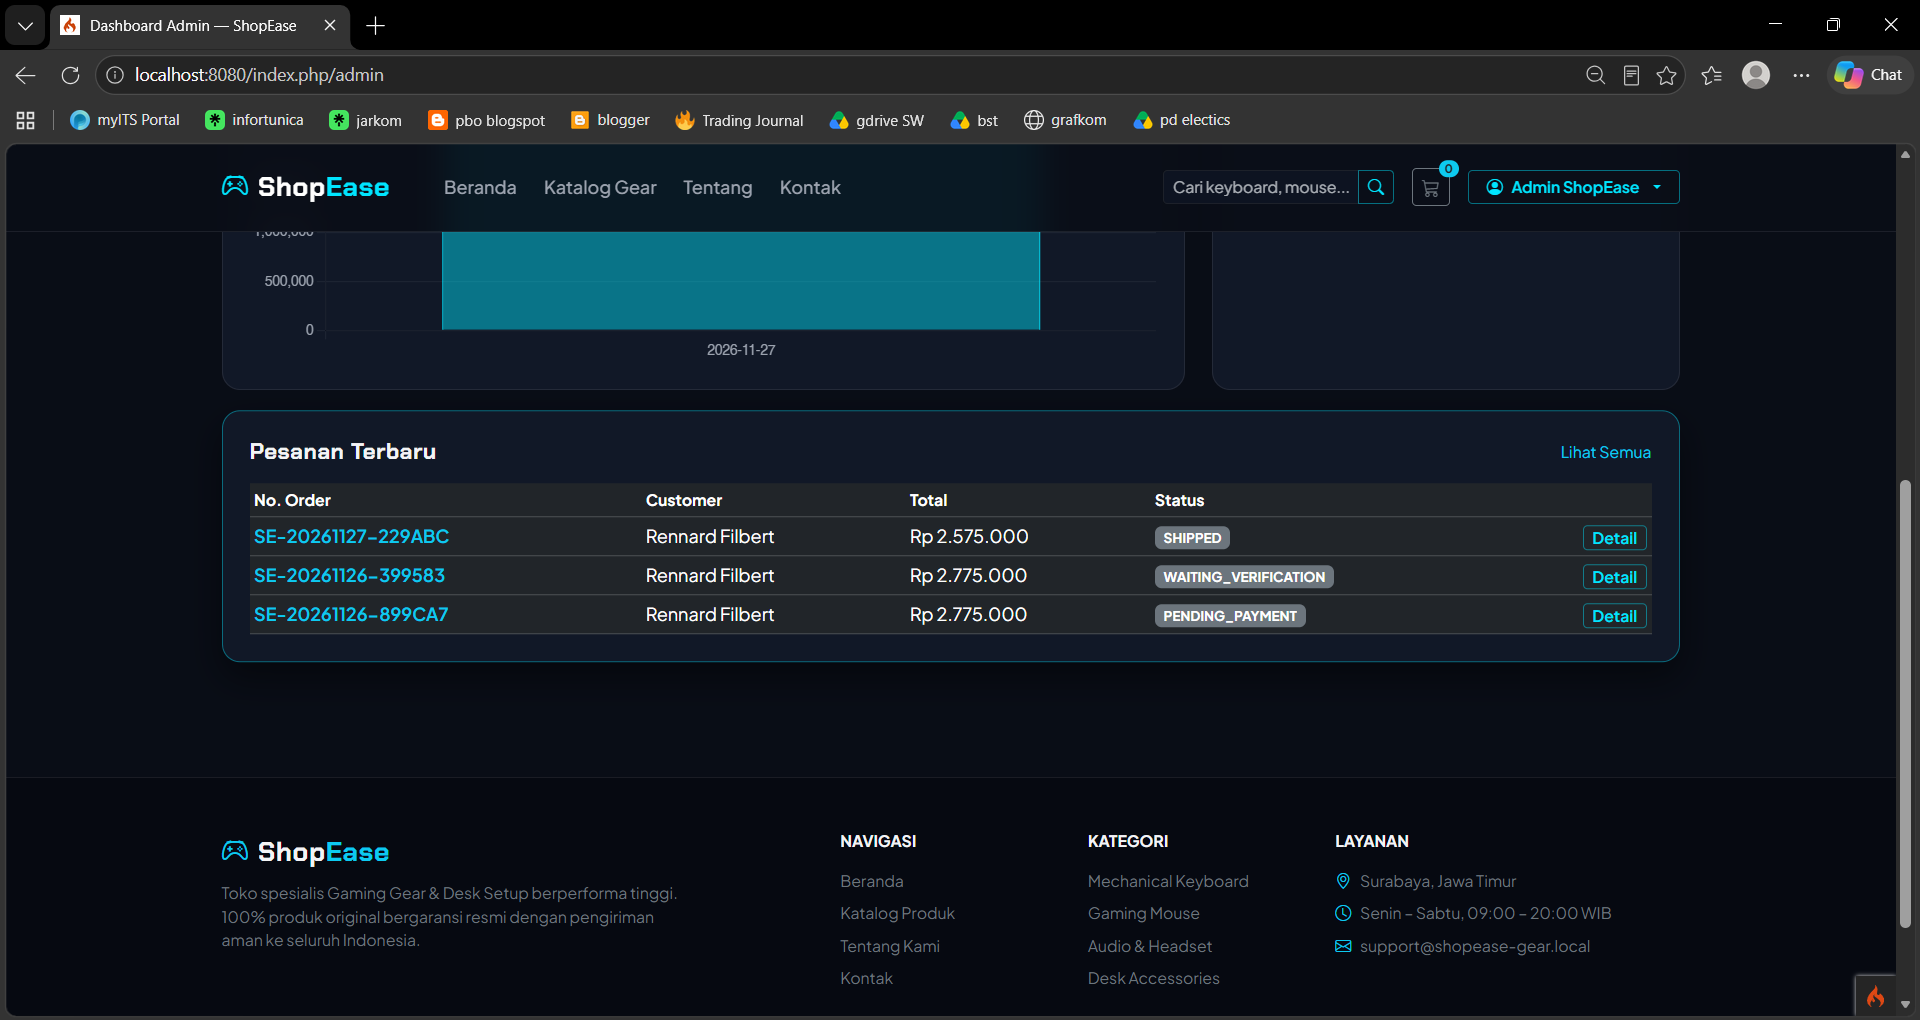 Dashboard Admin — ShopEase
localhost:8080/index.php/admin
Chat
myITS Portal
infortunica
jarkom
pbo blogspot
blogger
Trading Journal
gdrive SW
bst
grafkom
pd electics
ShopEase
Beranda
Katalog Gear
Tentang
Kontak
Cari keyboard, mouse...
0
Admin ShopEase
1,000,000
500,000
0
2026-11-27
Pesanan Terbaru
Lihat Semua
No. Order Customer Total Status
SE-20261127-229ABC Rennard Filbert Rp 2.575.000 SHIPPED Detail
SE-20261126-399583 Rennard Filbert Rp 2.775.000 WAITING_VERIFICATION Detail
SE-20261126-899CA7 Rennard Filbert Rp 2.775.000 PENDING_PAYMENT Detail
ShopEase
Toko spesialis Gaming Gear & Desk Setup berperforma tinggi.
100% produk original bergaransi resmi dengan pengiriman
aman ke seluruh Indonesia.
NAVIGASI
Beranda
Katalog Produk
Tentang Kami
Kontak
KATEGORI
Mechanical Keyboard
Gaming Mouse
Audio & Headset
Desk Accessories
LAYANAN
Surabaya, Jawa Timur
Senin – Sabtu, 09:00 – 20:00 WIB
support@shopease-gear.local